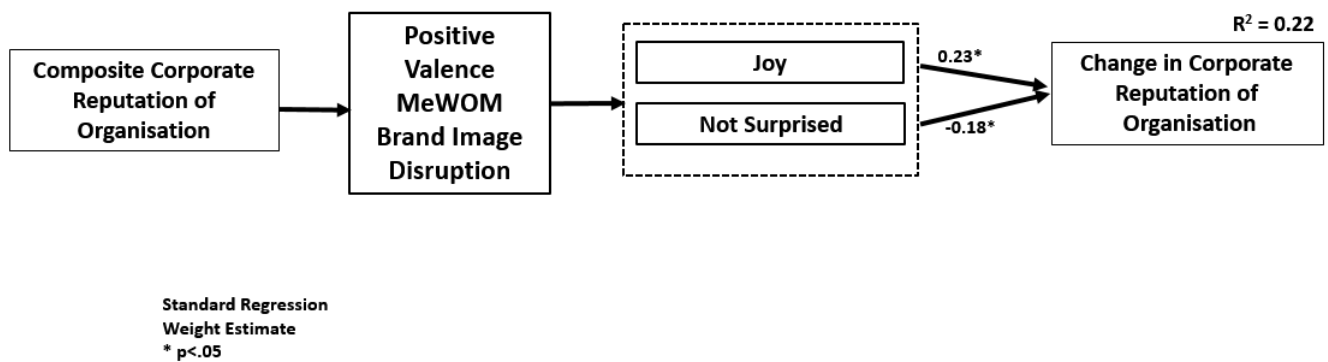 Composite Corporate
Reputation of
Organisation
Positive
Valence
MeWOM
Brand Image
Disruption
Joy
Not Surprised
0.23*
-0.18*
R² = 0.22
Change in Corporate
Reputation of
Organisation
Standard Regression
Weight Estimate
* p<.05